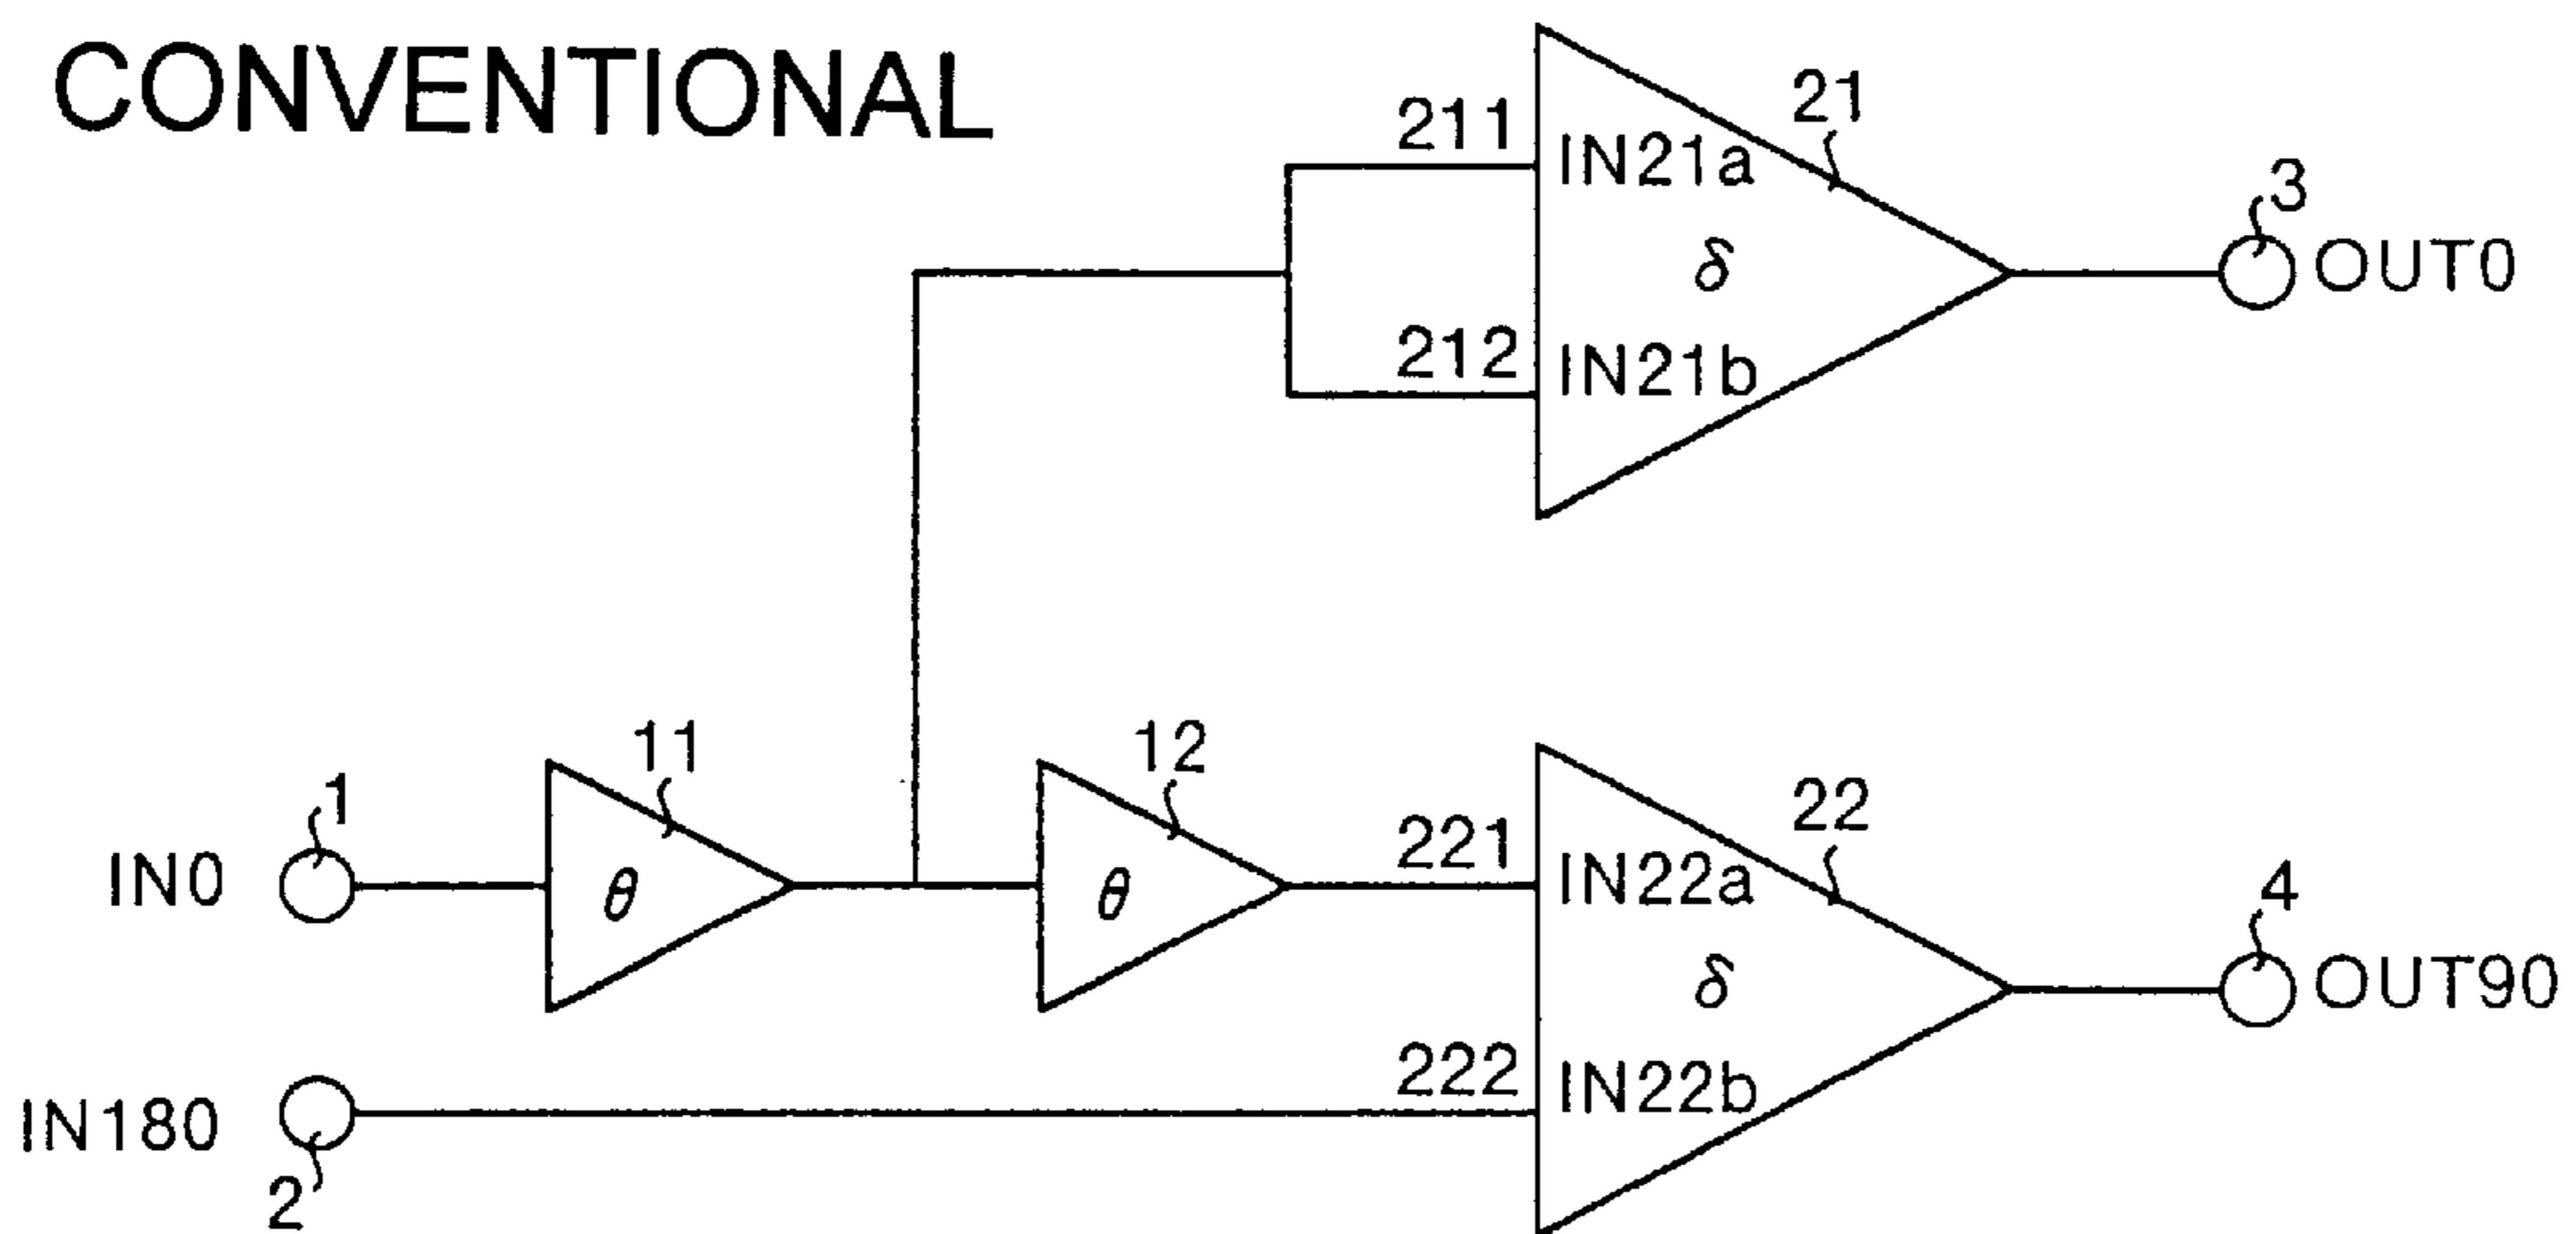 CONVENTIONAL
211
IN21a
21
δ
3
OUT0
212
IN21b
11
12
1
IN0
θ
θ
221
IN22a
22
δ
4
OUT90
222
IN22b
IN180
2